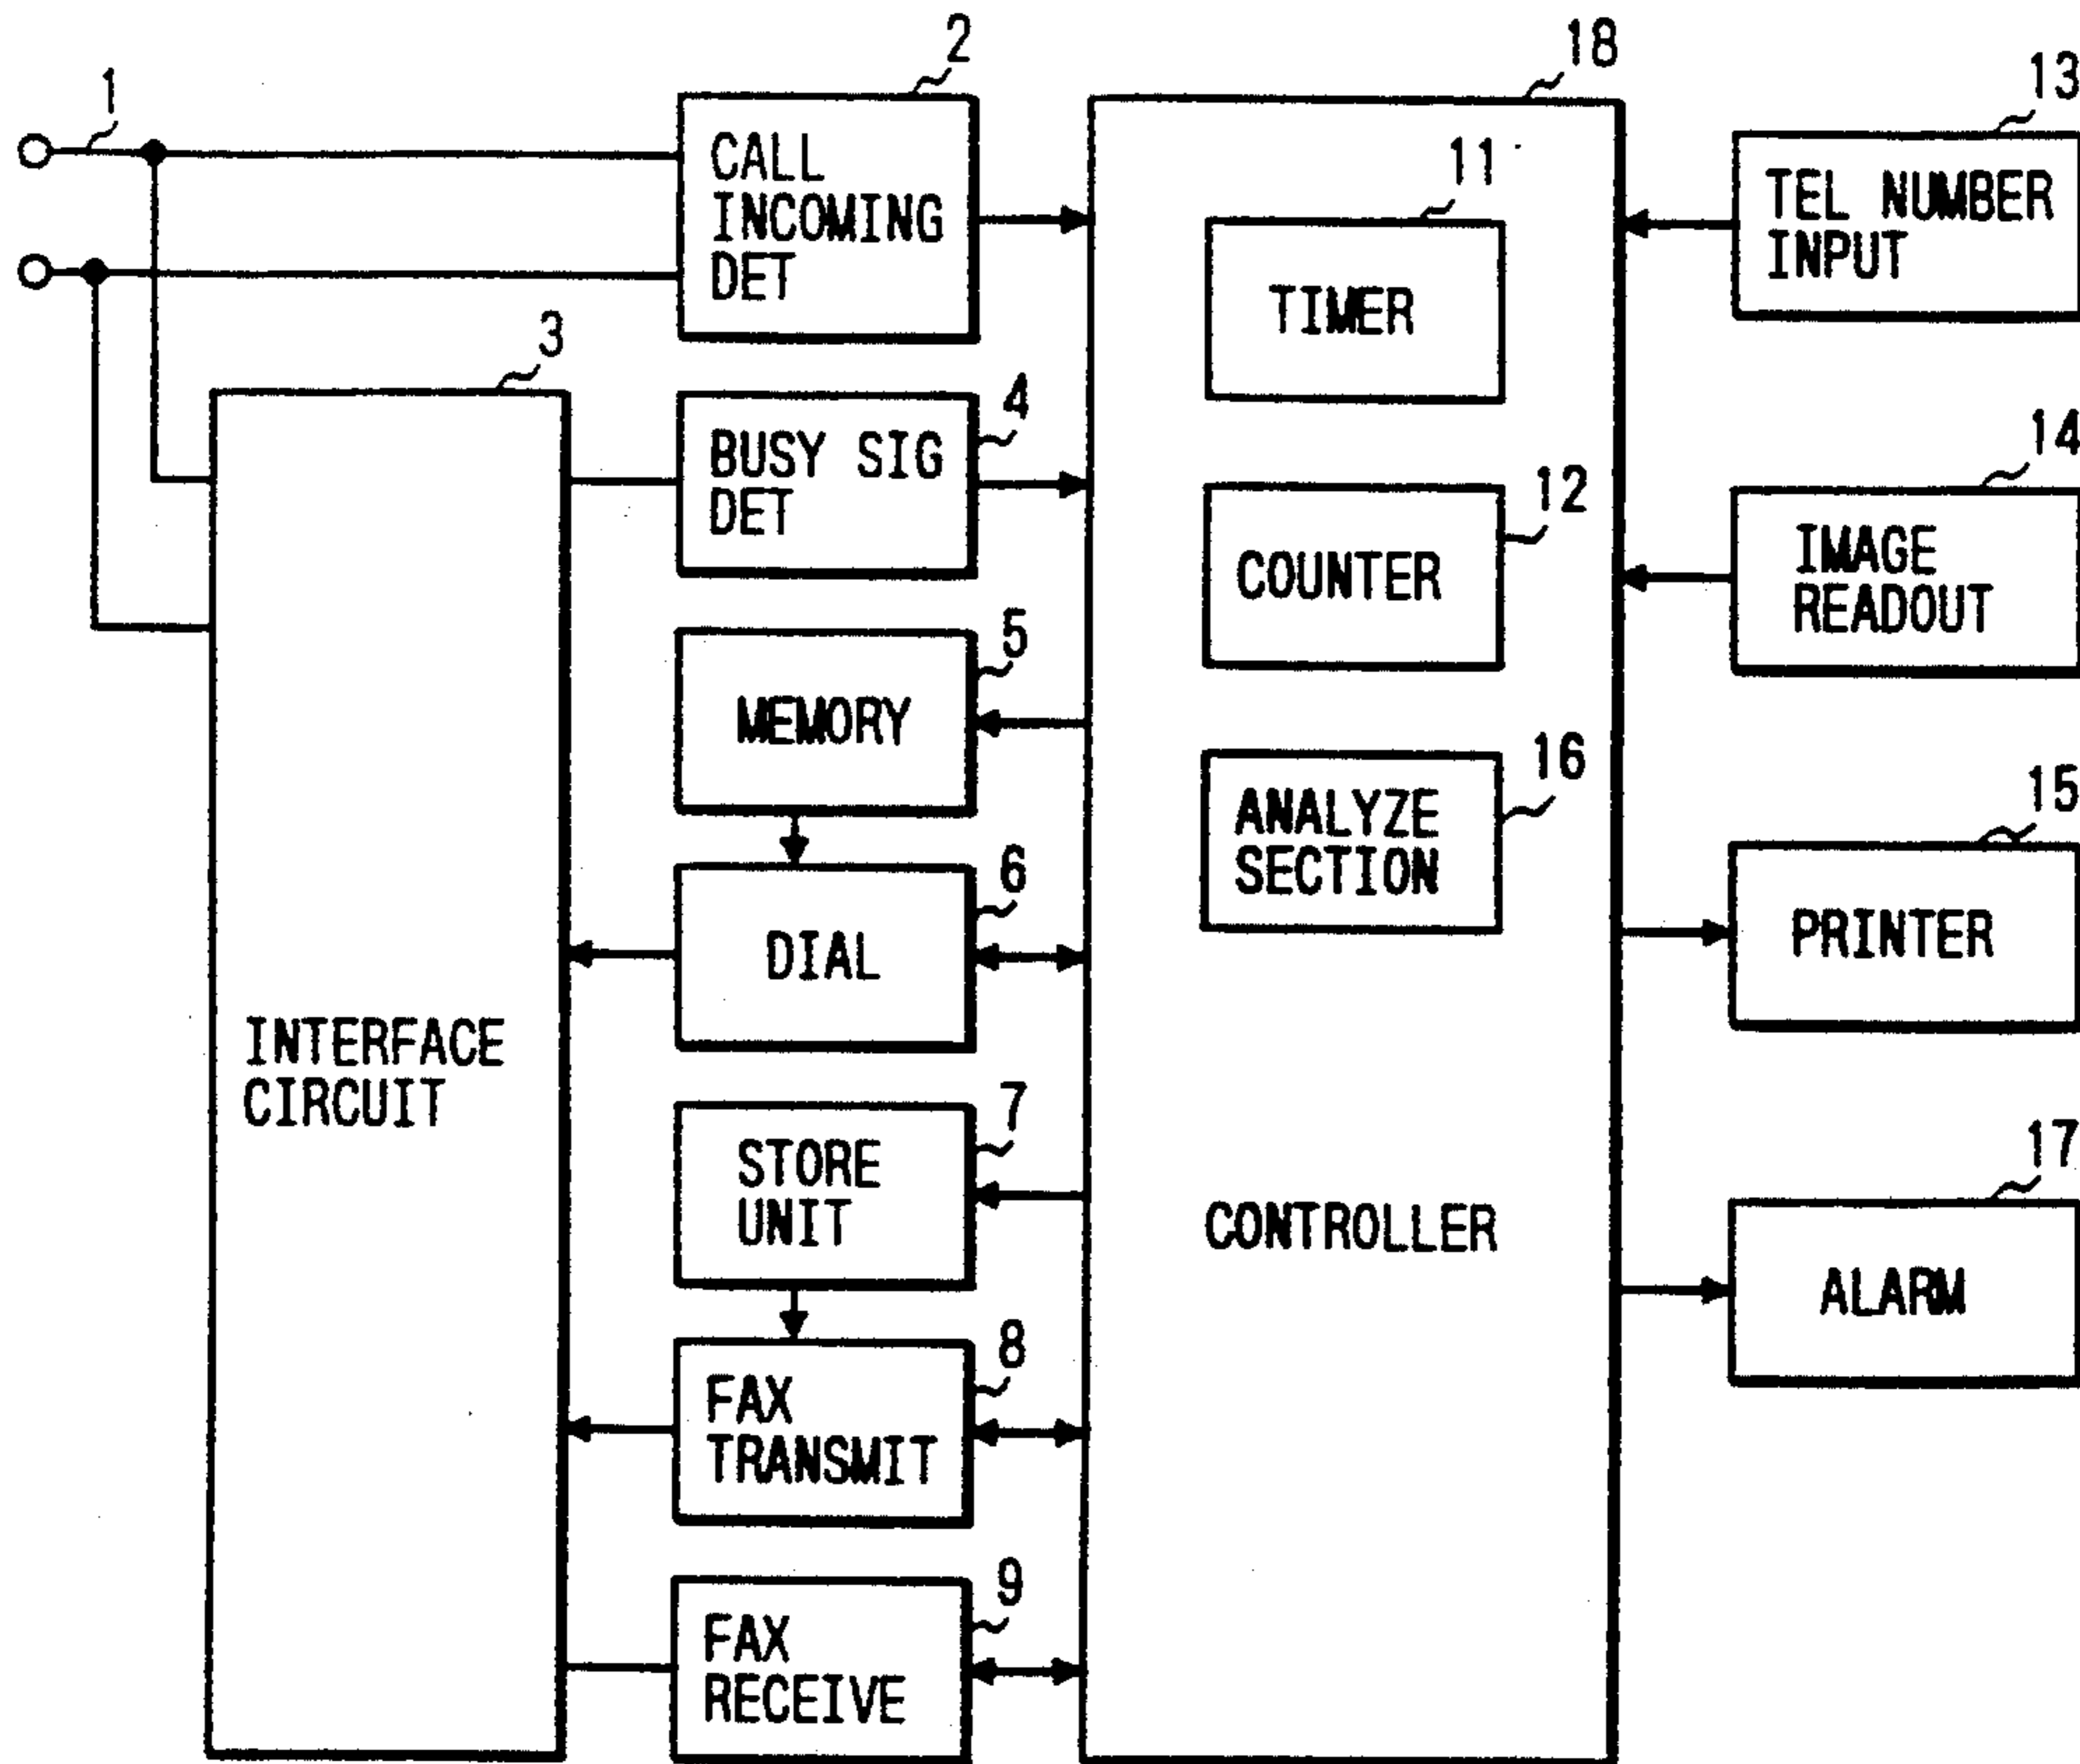 1
2
CALL
INCOMING
DET
18
13
TEL NUMBER
INPUT
11
TIMER
3
INTERFACE
CIRCUIT
4
BUSY SIG
DET
12
COUNTER
14
IMAGE
READOUT
5
MEMORY
16
ANALYZE
SECTION
15
PRINTER
6
DIAL
7
STORE
UNIT
CONTROLLER
17
ALARM
8
FAX
TRANSMIT
9
FAX
RECEIVE